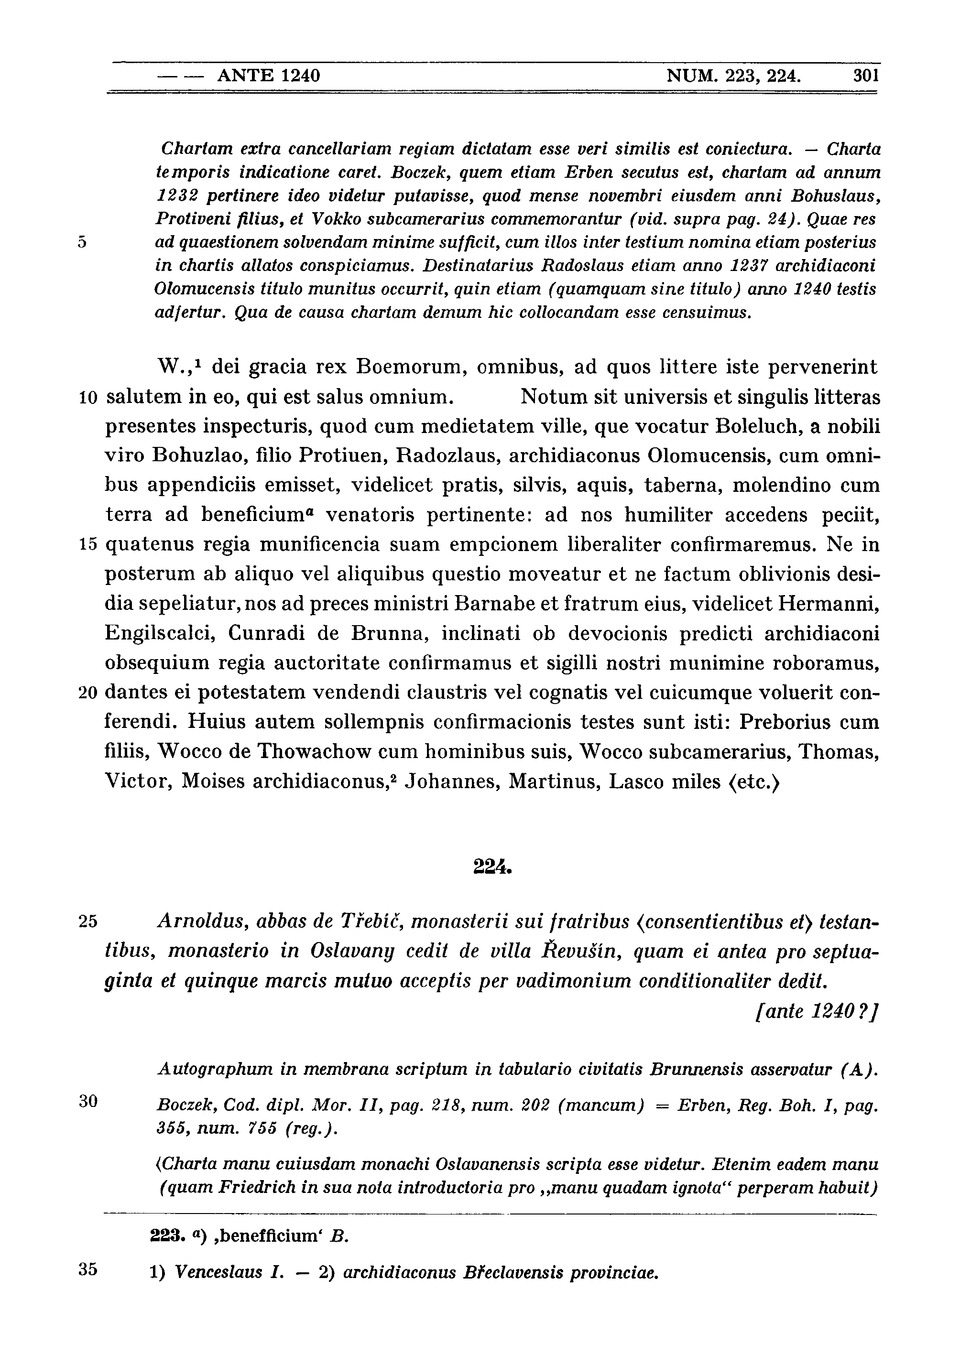 — — ANTE 1240 NUM. 223, 224. 301
Chartam extra cancellariam regiam dictatam esse veri similis est coniectura. — Charta
temporis indicatione caret. Boczek, quem etiam Erben secutus est, chartam ad annum
1232 pertinere ideo videtur putavisse, quod mense novembri eiusdem anni Bohuslaus,
Protiveni filius, et Vokko subcamerarius commemorantur (vid. supra pag. 24). Quae res
5 ad quaestionem solvendam minime sufficit, cum illos inter testium nomina etiam posterius
in chartis allatos conspiciamus. Destinatarius Radoslaus etiam anno 1237 archidiaconi
Olomucensis titulo munitus occurrit, quin etiam (quamquam sine titulo) anno 1240 testis
adfertur. Qua de causa chartam demum hic collocandam esse censuimus.
W.,¹ dei gracia rex Boemorum, omnibus, ad quos littere iste pervenerint
10 salutem in eo, qui est salus omnium. Notum sit universis et singulis litteras
presentes inspecturis, quod cum medietatem ville, que vocatur Boleluch, a nobili
viro Bohuzlao, filio Protiuen, Radozlaus, archidiaconus Olomucensis, cum omni-
bus appendiciis emisset, videlicet pratis, silvis, aquis, taberna, molendino cum
terra ad beneficiumᵃ venatoris pertinente: ad nos humiliter accedens peciit,
15 quatenus regia munificencia suam empcionem liberaliter confirmaremus. Ne in
posterum ab aliquo vel aliquibus questio moveatur et ne factum oblivionis desi-
dia sepeliatur, nos ad preces ministri Barnabe et fratrum eius, videlicet Hermanni,
Engilscalci, Cunradi de Brunna, inclinati ob devocionis predicti archidiaconi
obsequium regia auctoritate confirmamus et sigilli nostri munimine roboramus,
20 dantes ei potestatem vendendi claustris vel cognatis vel cuicumque voluerit con-
ferendi. Huius autem sollempnis confirmacionis testes sunt isti: Preborius cum
filiis, Wocco de Thowachow cum hominibus suis, Wocco subcamerarius, Thomas,
Victor, Moises archidiaconus,² Johannes, Martinus, Lasco miles ⟨etc.⟩
224.
25 Arnoldus, abbas de Třebíč, monasterii sui fratribus ⟨consentientibus et⟩ testan-
tibus, monasterio in Oslavany cedit de villa Řevušín, quam ei antea pro septua-
ginta et quinque marcis mutuo acceptis per vadimonium conditionaliter dedit.
[ante 1240?]
Autographum in membrana scriptum in tabulario civitatis Brunnensis asservatur (A).
30 Boczek, Cod. dipl. Mor. II, pag. 218, num. 202 (mancum) = Erben, Reg. Boh. I, pag.
355, num. 755 (reg.).
⟨Charta manu cuiusdam monachi Oslavanensis scripta esse videtur. Etenim eadem manu
(quam Friedrich in sua nota introductoria pro „manu quadam ignota“ perperam habuit)
223. ᵃ) ‚benefficium‘ B.
35 1) Venceslaus I. — 2) archidiaconus Břeclavensis provinciae.